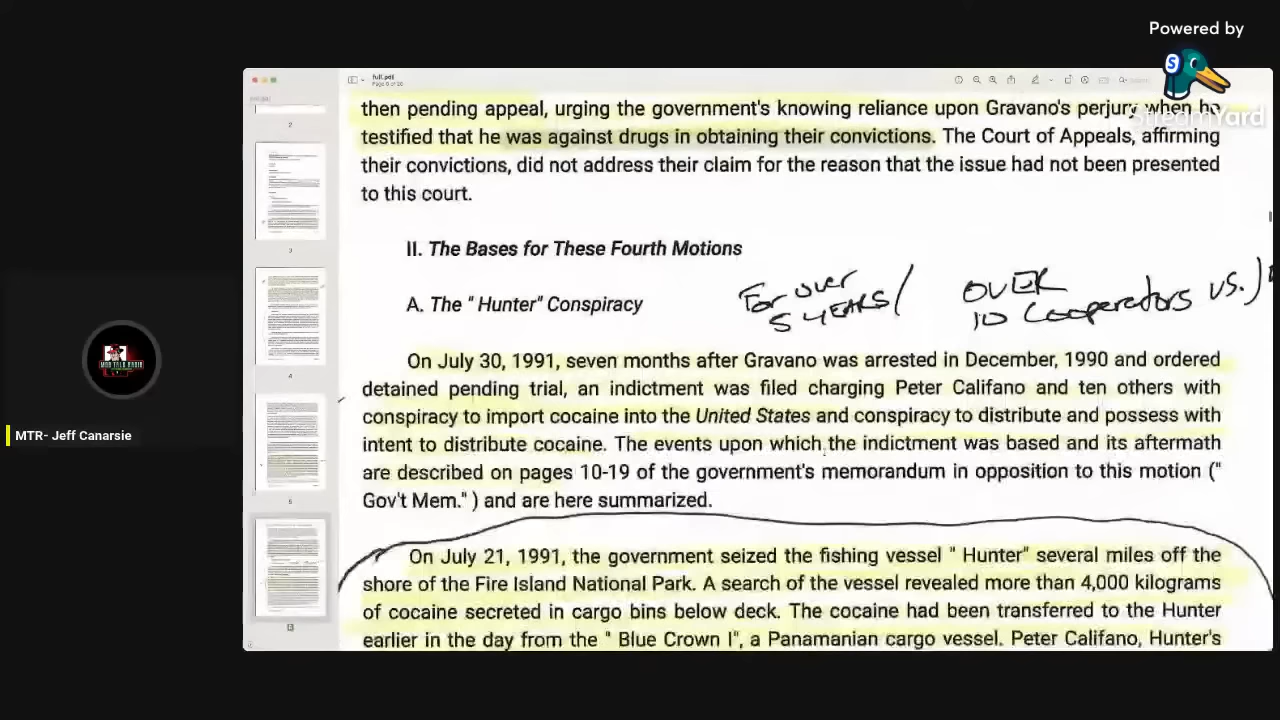 Powered by
StreamYard
full.pdf
then pending appeal, urging the government's knowing reliance upon Gravano's perjury when he
testified that he was against drugs in obtaining their convictions. The Court of Appeals, affirming
their convictions, did not address their claim for the reason that the issue had not been presented
to this court.
II. The Bases for These Fourth Motions
For over
5 YEARS/
OVER
10 Cooperators vs.)
A. The " Hunter" Conspiracy
On July 30, 1991, seven months after Gravano was arrested in December, 1990 and ordered
detained pending trial, an indictment was filed charging Peter Califano and ten others with
conspiracy to import cocaine into the United States and conspiracy to distribute and possess with
intent to distribute cocaine. The events upon which the indictment was based and its aftermath
are described on pages 10-19 of the government's memorandum in opposition to this motion ("
Gov't Mem." ) and are here summarized.
On July 21, 1991, the government seized the fishing vessel " Hunter" several miles off the
shore of the Fire Island National Park. A search of the vessel revealed more than 4,000 kilograms
of cocaine secreted in cargo bins below deck. The cocaine had been transferred to the Hunter
earlier in the day from the " Blue Crown I", a Panamanian cargo vessel. Peter Califano, Hunter's
2
3
4
5
MOB TALK RADIO
MTR- Jeff Canarsie